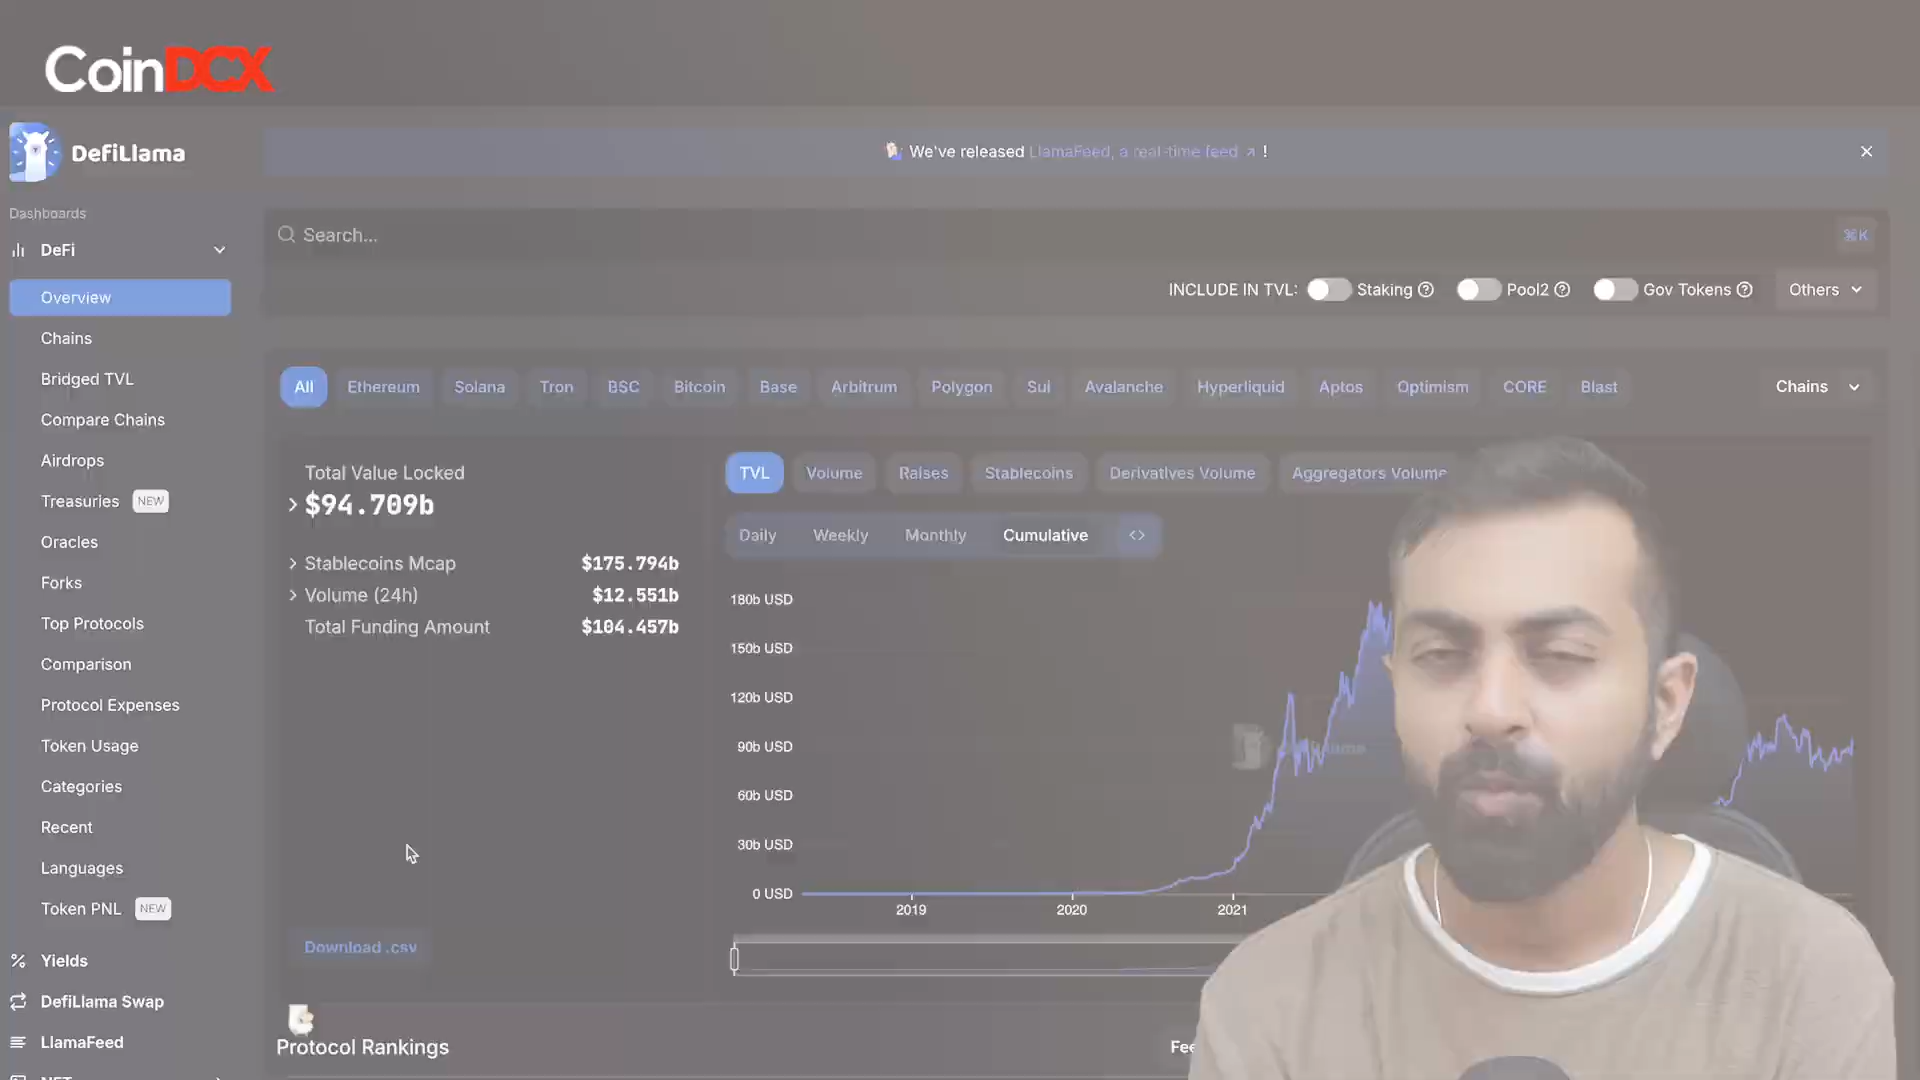 CoinDCX
DefiLlama
We've released LlamaFeed, a real-time feed !
Dashboards
Search...
⌘K
DeFi
INCLUDE IN TVL: Staking Pool2 Gov Tokens Others
Overview
Chains
All Ethereum Solana Tron BSC Bitcoin Base Arbitrum Polygon Sui Avalanche Hyperliquid Aptos Optimism CORE Blast Chains
Bridged TVL
Compare Chains
Airdrops
Treasuries NEW
Oracles
Forks
Top Protocols
Comparison
Protocol Expenses
Token Usage
Categories
Recent
Languages
Token PNL NEW
Yields
DefiLlama Swap
LlamaFeed
Total Value Locked
$94.709b
Stablecoins Mcap $175.794b
Volume (24h) $12.551b
Total Funding Amount $104.457b
Download .csv
TVL Volume Raises Stablecoins Derivatives Volume Aggregators Volume
Daily Weekly Monthly Cumulative <>
180b USD
150b USD
120b USD
90b USD
60b USD
30b USD
0 USD
2019 2020 2021
Protocol Rankings